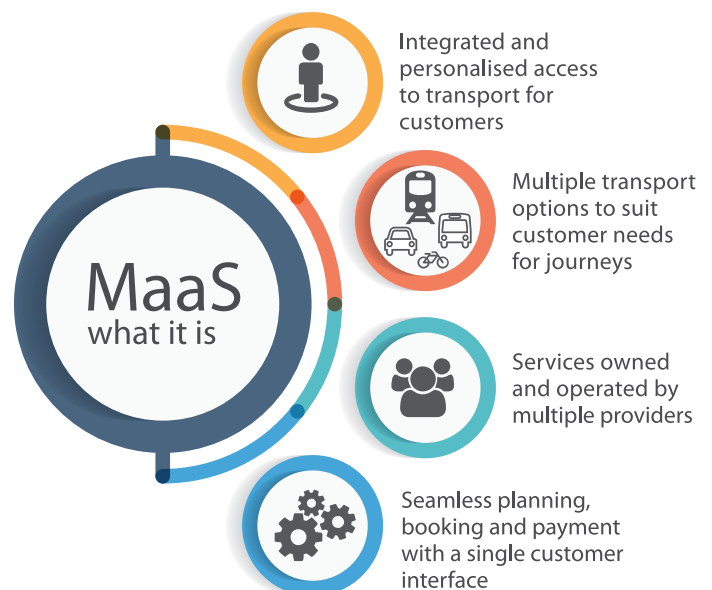 MaaS
what it is
Integrated and
personalised access
to transport for
customers
Multiple transport
options to suit
customer needs
for journeys
Services owned
and operated by
multiple providers
Seamless planning,
booking and payment
with a single customer
interface